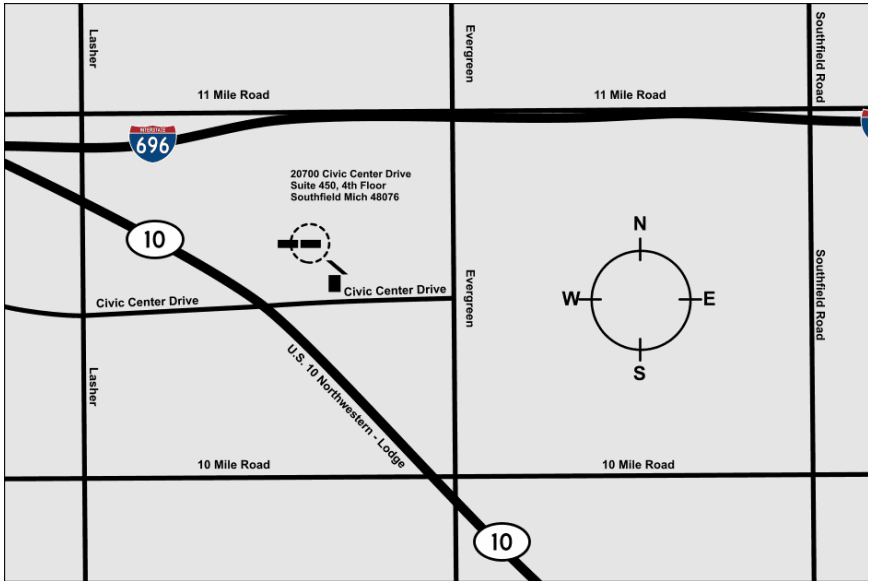 Lasher
Evergreen
Southfield Road
11 Mile Road
11 Mile Road
INTERSTATE
696
20700 Civic Center Drive
Suite 450, 4th Floor
Southfield Mich 48076
10
N
W
E
S
Civic Center Drive
Civic Center Drive
Evergreen
Southfield Road
Lasher
U.S. 10 Northwestern - Lodge
10 Mile Road
10 Mile Road
10